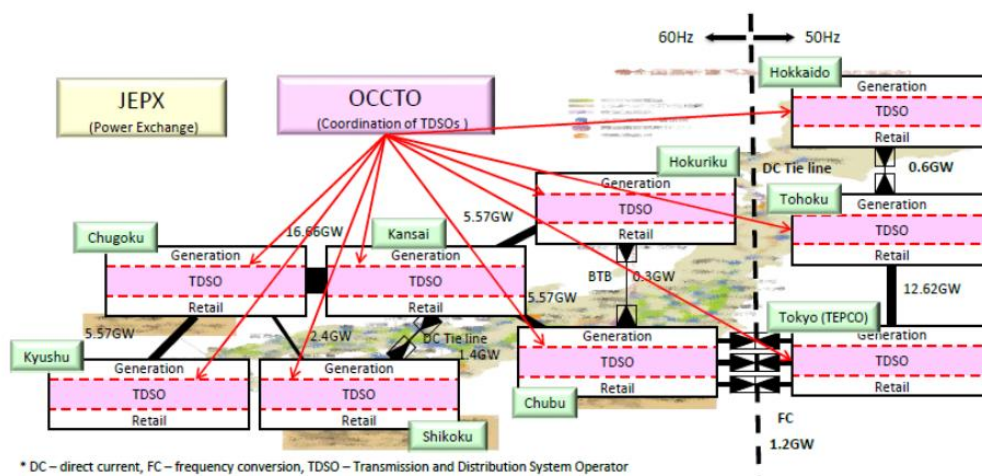 60Hz
50Hz
JEPX
(Power Exchange)
OCCTO
(Coordination of TDSOs )
Hokkaido
Generation
TDSO
Retail
DC Tie line
0.6GW
Hokuriku
Generation
TDSO
Retail
Tohoku
Generation
TDSO
Retail
5.57GW
16.66GW
Chugoku
Generation
TDSO
Retail
Kansai
Generation
TDSO
Retail
BTB
0.3GW
12.62GW
5.57GW
5.57GW
2.4GW
DC Tie line
1.4GW
Tokyo (TEPCO)
Generation
TDSO
Retail
Kyushu
Generation
TDSO
Retail
Generation
TDSO
Retail
Shikoku
Generation
TDSO
Retail
Chubu
FC
1.2GW
* DC – direct current, FC – frequency conversion, TDSO – Transmission and Distribution System Operator